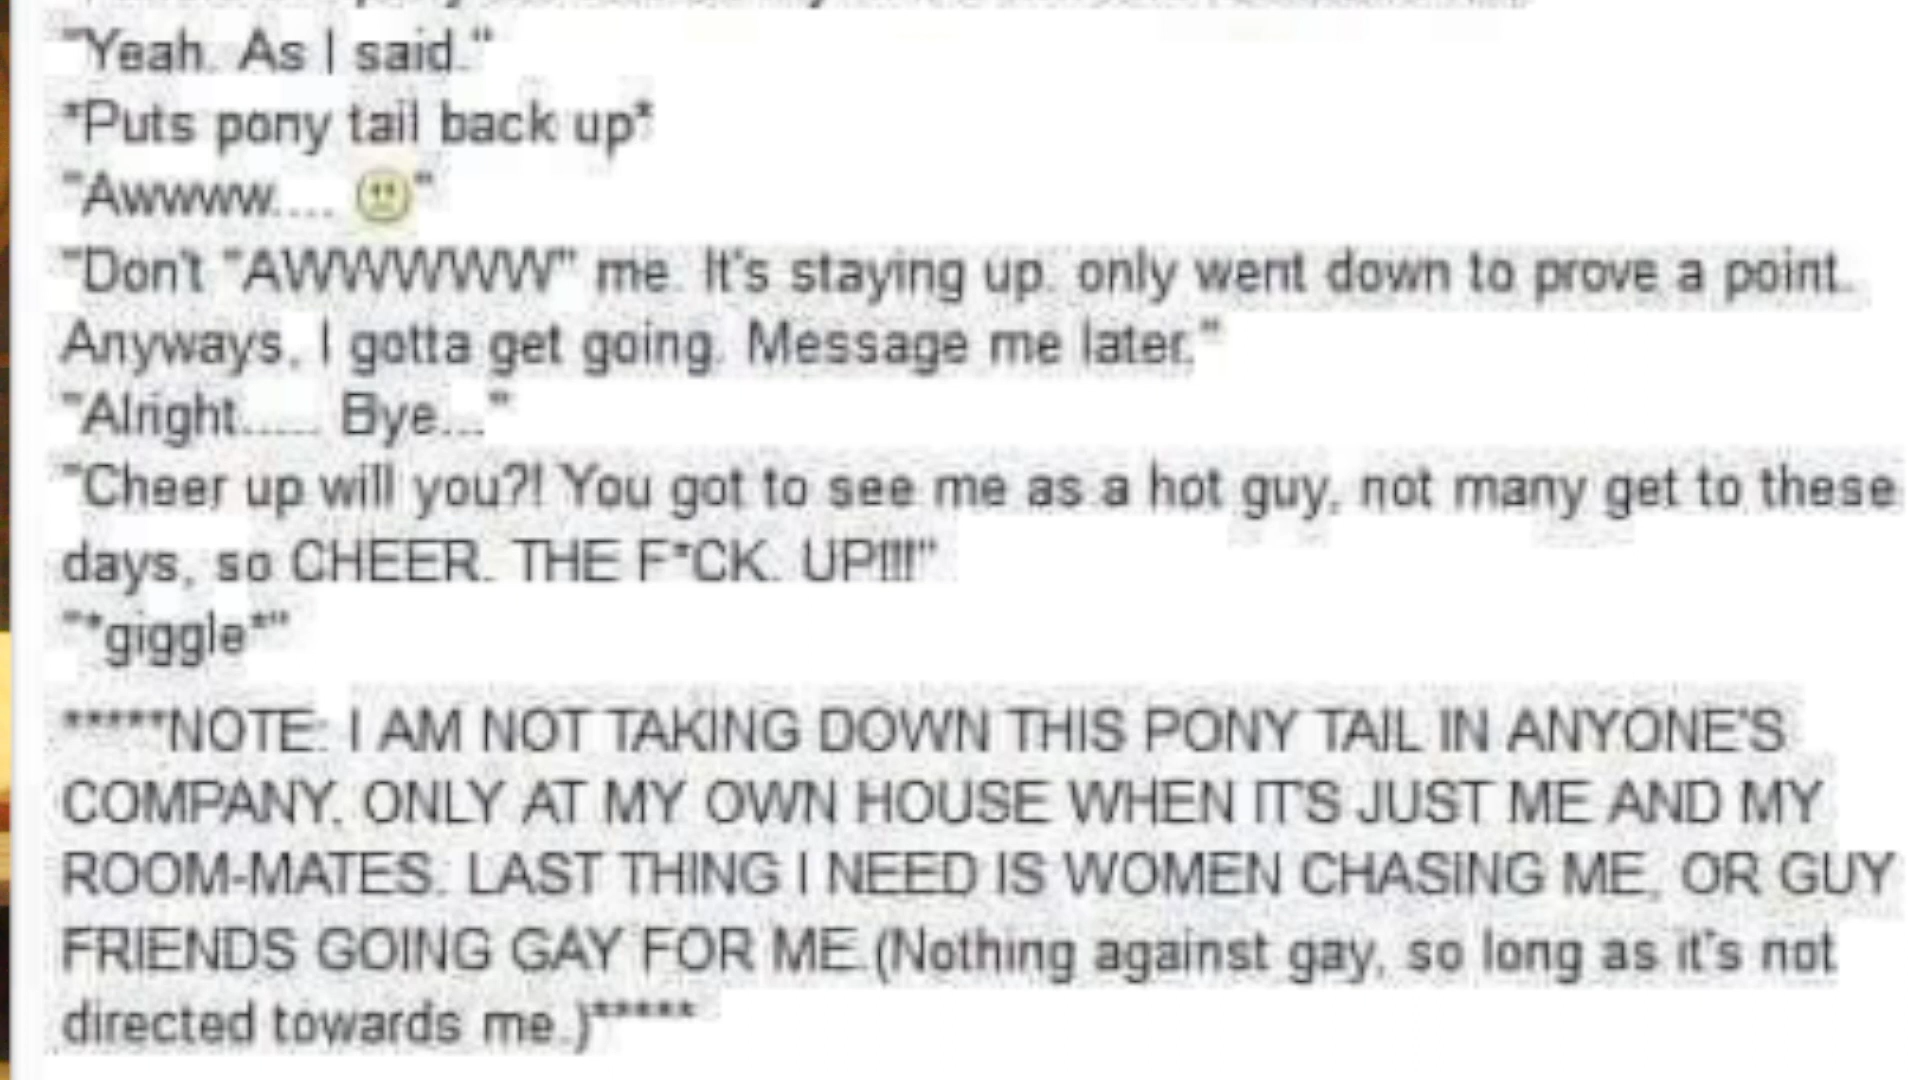 "Yeah. As I said."
*Puts pony tail back up*
"Awwww.... "
"Don't "AWWWWW" me. It's staying up. only went down to prove a point.
Anyways, I gotta get going. Message me later."
"Alright..... Bye..."
"Cheer up will you?! You got to see me as a hot guy, not many get to these
days, so CHEER. THE F*CK. UP!!!!"
"*giggle*"
*****NOTE: I AM NOT TAKING DOWN THIS PONY TAIL IN ANYONE'S
COMPANY, ONLY AT MY OWN HOUSE WHEN IT'S JUST ME AND MY
ROOM-MATES. LAST THING I NEED IS WOMEN CHASING ME, OR GUY
FRIENDS GOING GAY FOR ME.(Nothing against gay, so long as it's not
directed towards me.)*****